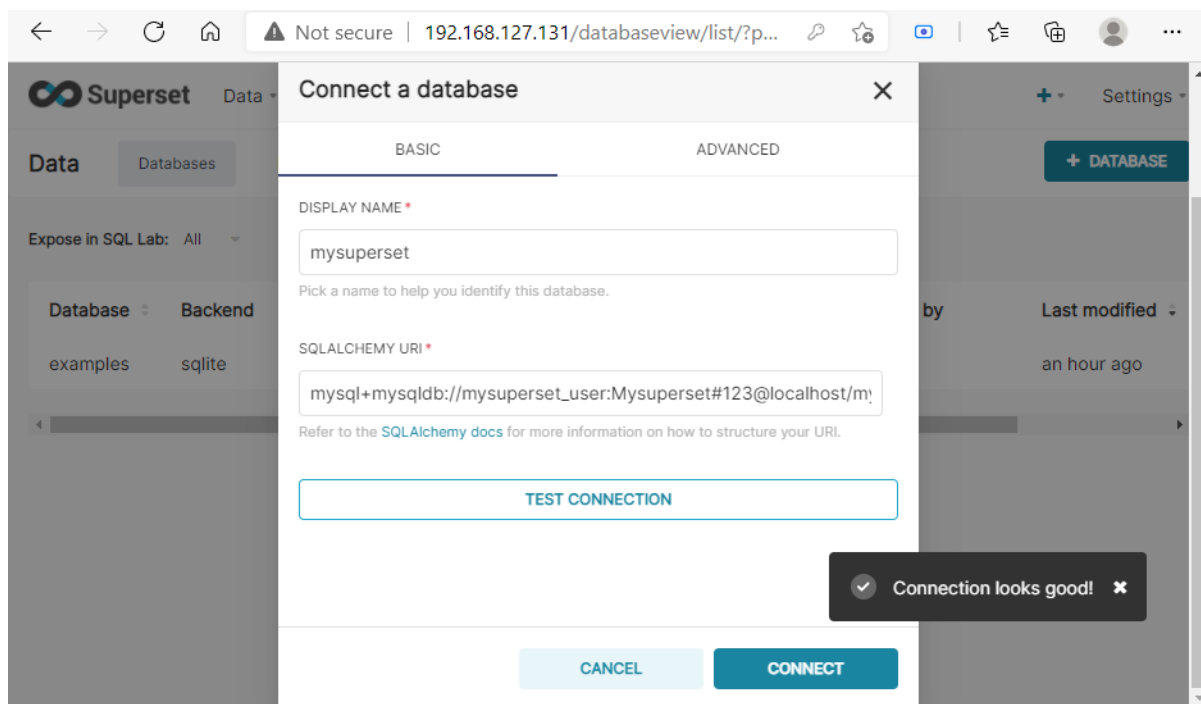 Not secure | 192.168.127.131/databaseview/list/?p...
Superset Data Connect a database Settings
BASIC ADVANCED
Data Databases + DATABASE
DISPLAY NAME *
Expose in SQL Lab: All mysuperset
Pick a name to help you identify this database.
Database Backend by Last modified
SQLALCHEMY URI *
examples sqlite an hour ago
mysql+mysqldb://mysuperset_user:Mysuperset#123@localhost/my
Refer to the SQLAlchemy docs for more information on how to structure your URI.
TEST CONNECTION
Connection looks good!
CANCEL CONNECT